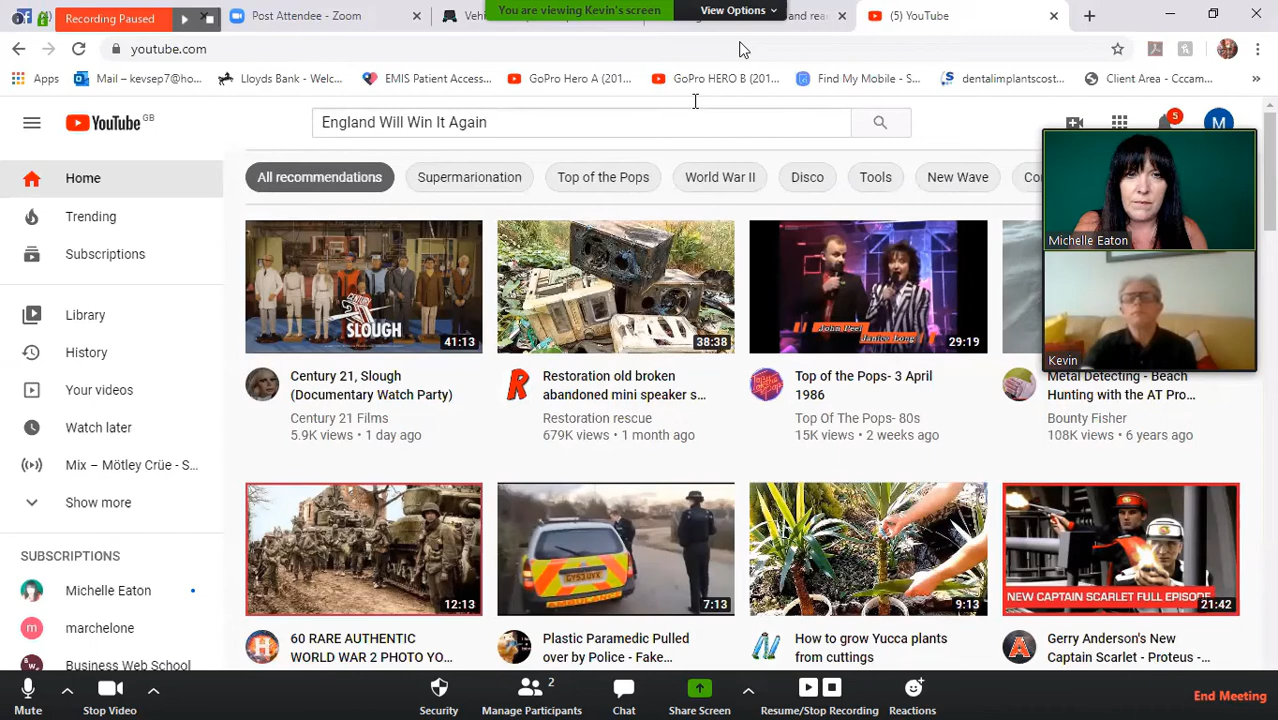 Recording Paused
Post Attendee - Zoom
You are viewing Kevin's screen
View Options
(5) YouTube
youtube.com
Apps
Mail – kevsep7@ho...
Lloyds Bank - Welc...
EMIS Patient Access...
GoPro Hero A (201...
GoPro HERO B (201...
Find My Mobile - S...
dentalimplantscost...
Client Area - Cccam...
YouTube GB
England Will Win It Again
5
M
Home
All recommendations
Supermarionation
Top of the Pops
World War II
Disco
Tools
New Wave
Michelle Eaton
Kevin
Trending
Subscriptions
Library
History
Your videos
Watch later
Mix – Mötley Crüe - S...
Show more
SUBSCRIPTIONS
Michelle Eaton
marchelone
Business Web School
CENTURY 21
SLOUGH
41:13
38:38
John Peel
Janice Long
29:19
Century 21, Slough
(Documentary Watch Party)
Century 21 Films
5.9K views • 1 day ago
Restoration old broken
abandoned mini speaker s...
Restoration rescue
679K views • 1 month ago
Top of the Pops- 3 April
1986
Top Of The Pops- 80s
15K views • 2 weeks ago
Metal Detecting - Beach
Hunting with the AT Pro...
Bounty Fisher
108K views • 6 years ago
12:13
7:13
9:13
NEW CAPTAIN SCARLET FULL EPISODE
21:42
60 RARE AUTHENTIC
WORLD WAR 2 PHOTO YO...
Plastic Paramedic Pulled
over by Police - Fake...
How to grow Yucca plants
from cuttings
Gerry Anderson's New
Captain Scarlet - Proteus -...
Mute
Stop Video
Security
2
Manage Participants
Chat
Share Screen
Resume/Stop Recording
Reactions
End Meeting